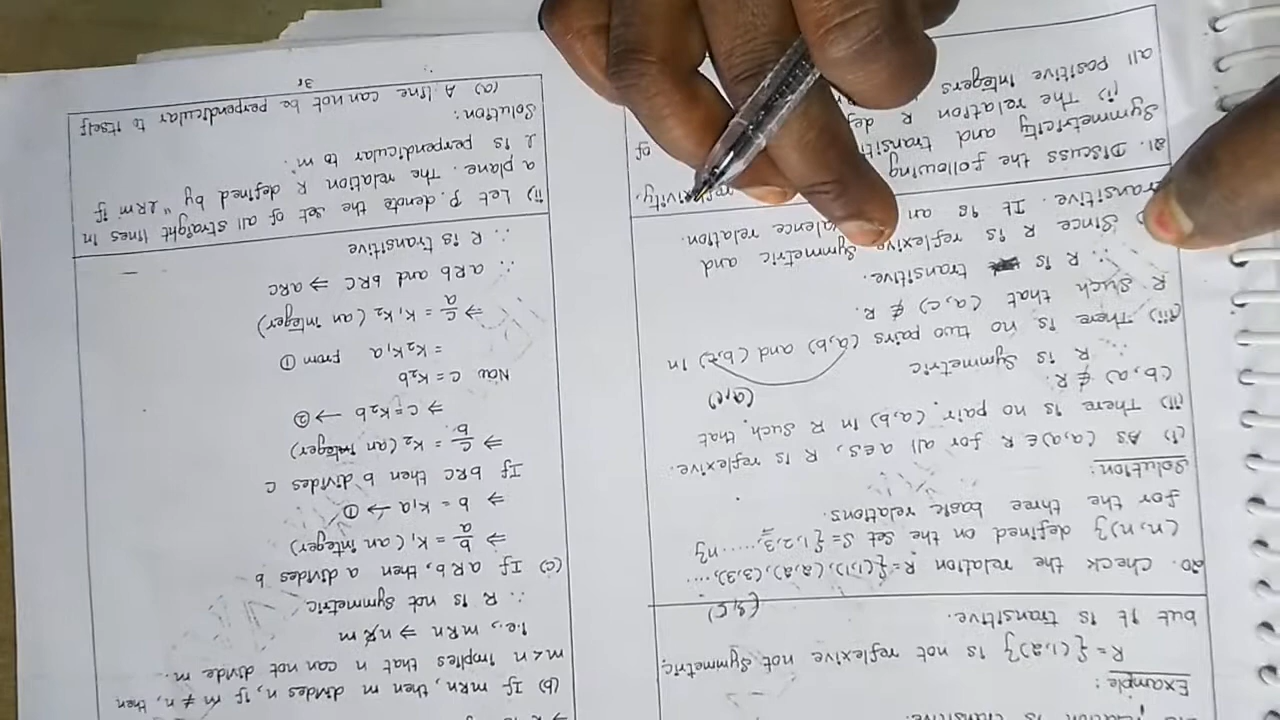 relation is transitive.
Example:
R = {(1,2)} is not reflexive not symmetric
but it is transitive.
20. Check the relation R={(1,1),(2,2),(3,3),....
(n,n)} defined on the set S={1,2,3,.....n}
for the three basic relations.
Solution:
(i) As (a,a)∈R for all a∈S, R is reflexive.
(ii) There is no pair (a,b) in R such that
(b,a) ∉ R.
∴ R is symmetric
(a,c)
(iii) There is no two pairs (a,b) and (b,c) in
R such that (a,c) ∉ R.
∴ R is transitive.
Since R is reflexive, symmetric and
transitive. It is an relation.
21. Discuss the following
symmetricity and
(i) The relation R of
all positive integers
(b) If mRn, then m divides n, if m ≠ n, then
m<n implies that n can not divide m.
i.e., mRn ⇒ nR̸m
∴ R is not symmetric
(c) If aRb, then a divides b
⇒ b/a = k₁ (an integer)
⇒ b = k₁a → ①
If bRc then b divides c
⇒ c/b = k₂ (an integer)
⇒ c = k₂b → ②
Now c = k₂b
= k₂k₁a from ①
⇒ c/a = k₁k₂ (an integer)
∴ aRb and bRc ⇒ aRc
∴ R is transitive
ii) Let P denote the set of all straight lines in
a plane. The relation R defined by "lRm if
l is perpendicular to m".
Solution:
(a) A line can not be perpendicular to itself